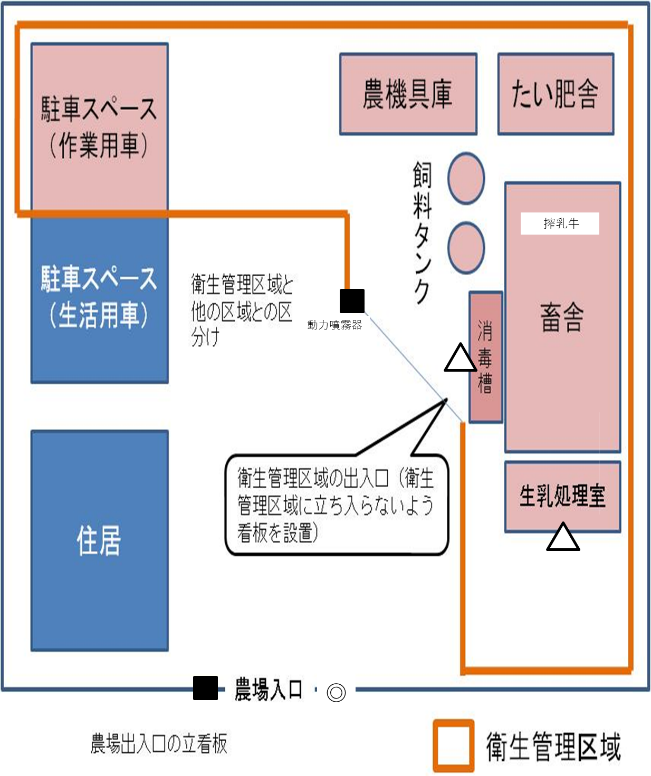 駐車スペース
（作業用車）
農機具庫
たい肥舎
飼料タンク
搾乳牛
駐車スペース
（生活用車）
衛生管理区域と
他の区域との区
分け
動力噴霧器
消毒槽
畜舎
衛生管理区域の出入口（衛生
管理区域に立ち入らないよう
看板を設置）
生乳処理室
住居
農場入口
農場出入口の立看板
衛生管理区域